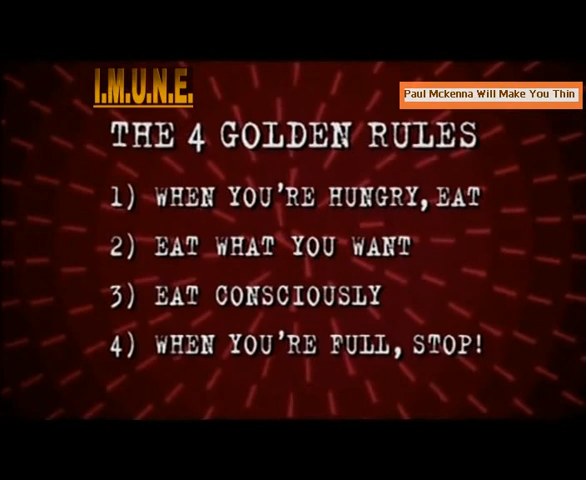 I.M.U.N.E.
Paul Mckenna Will Make You Thin
THE 4 GOLDEN RULES
1) WHEN YOU'RE HUNGRY, EAT
2) EAT WHAT YOU WANT
3) EAT CONSCIOUSLY
4) WHEN YOU'RE FULL, STOP!